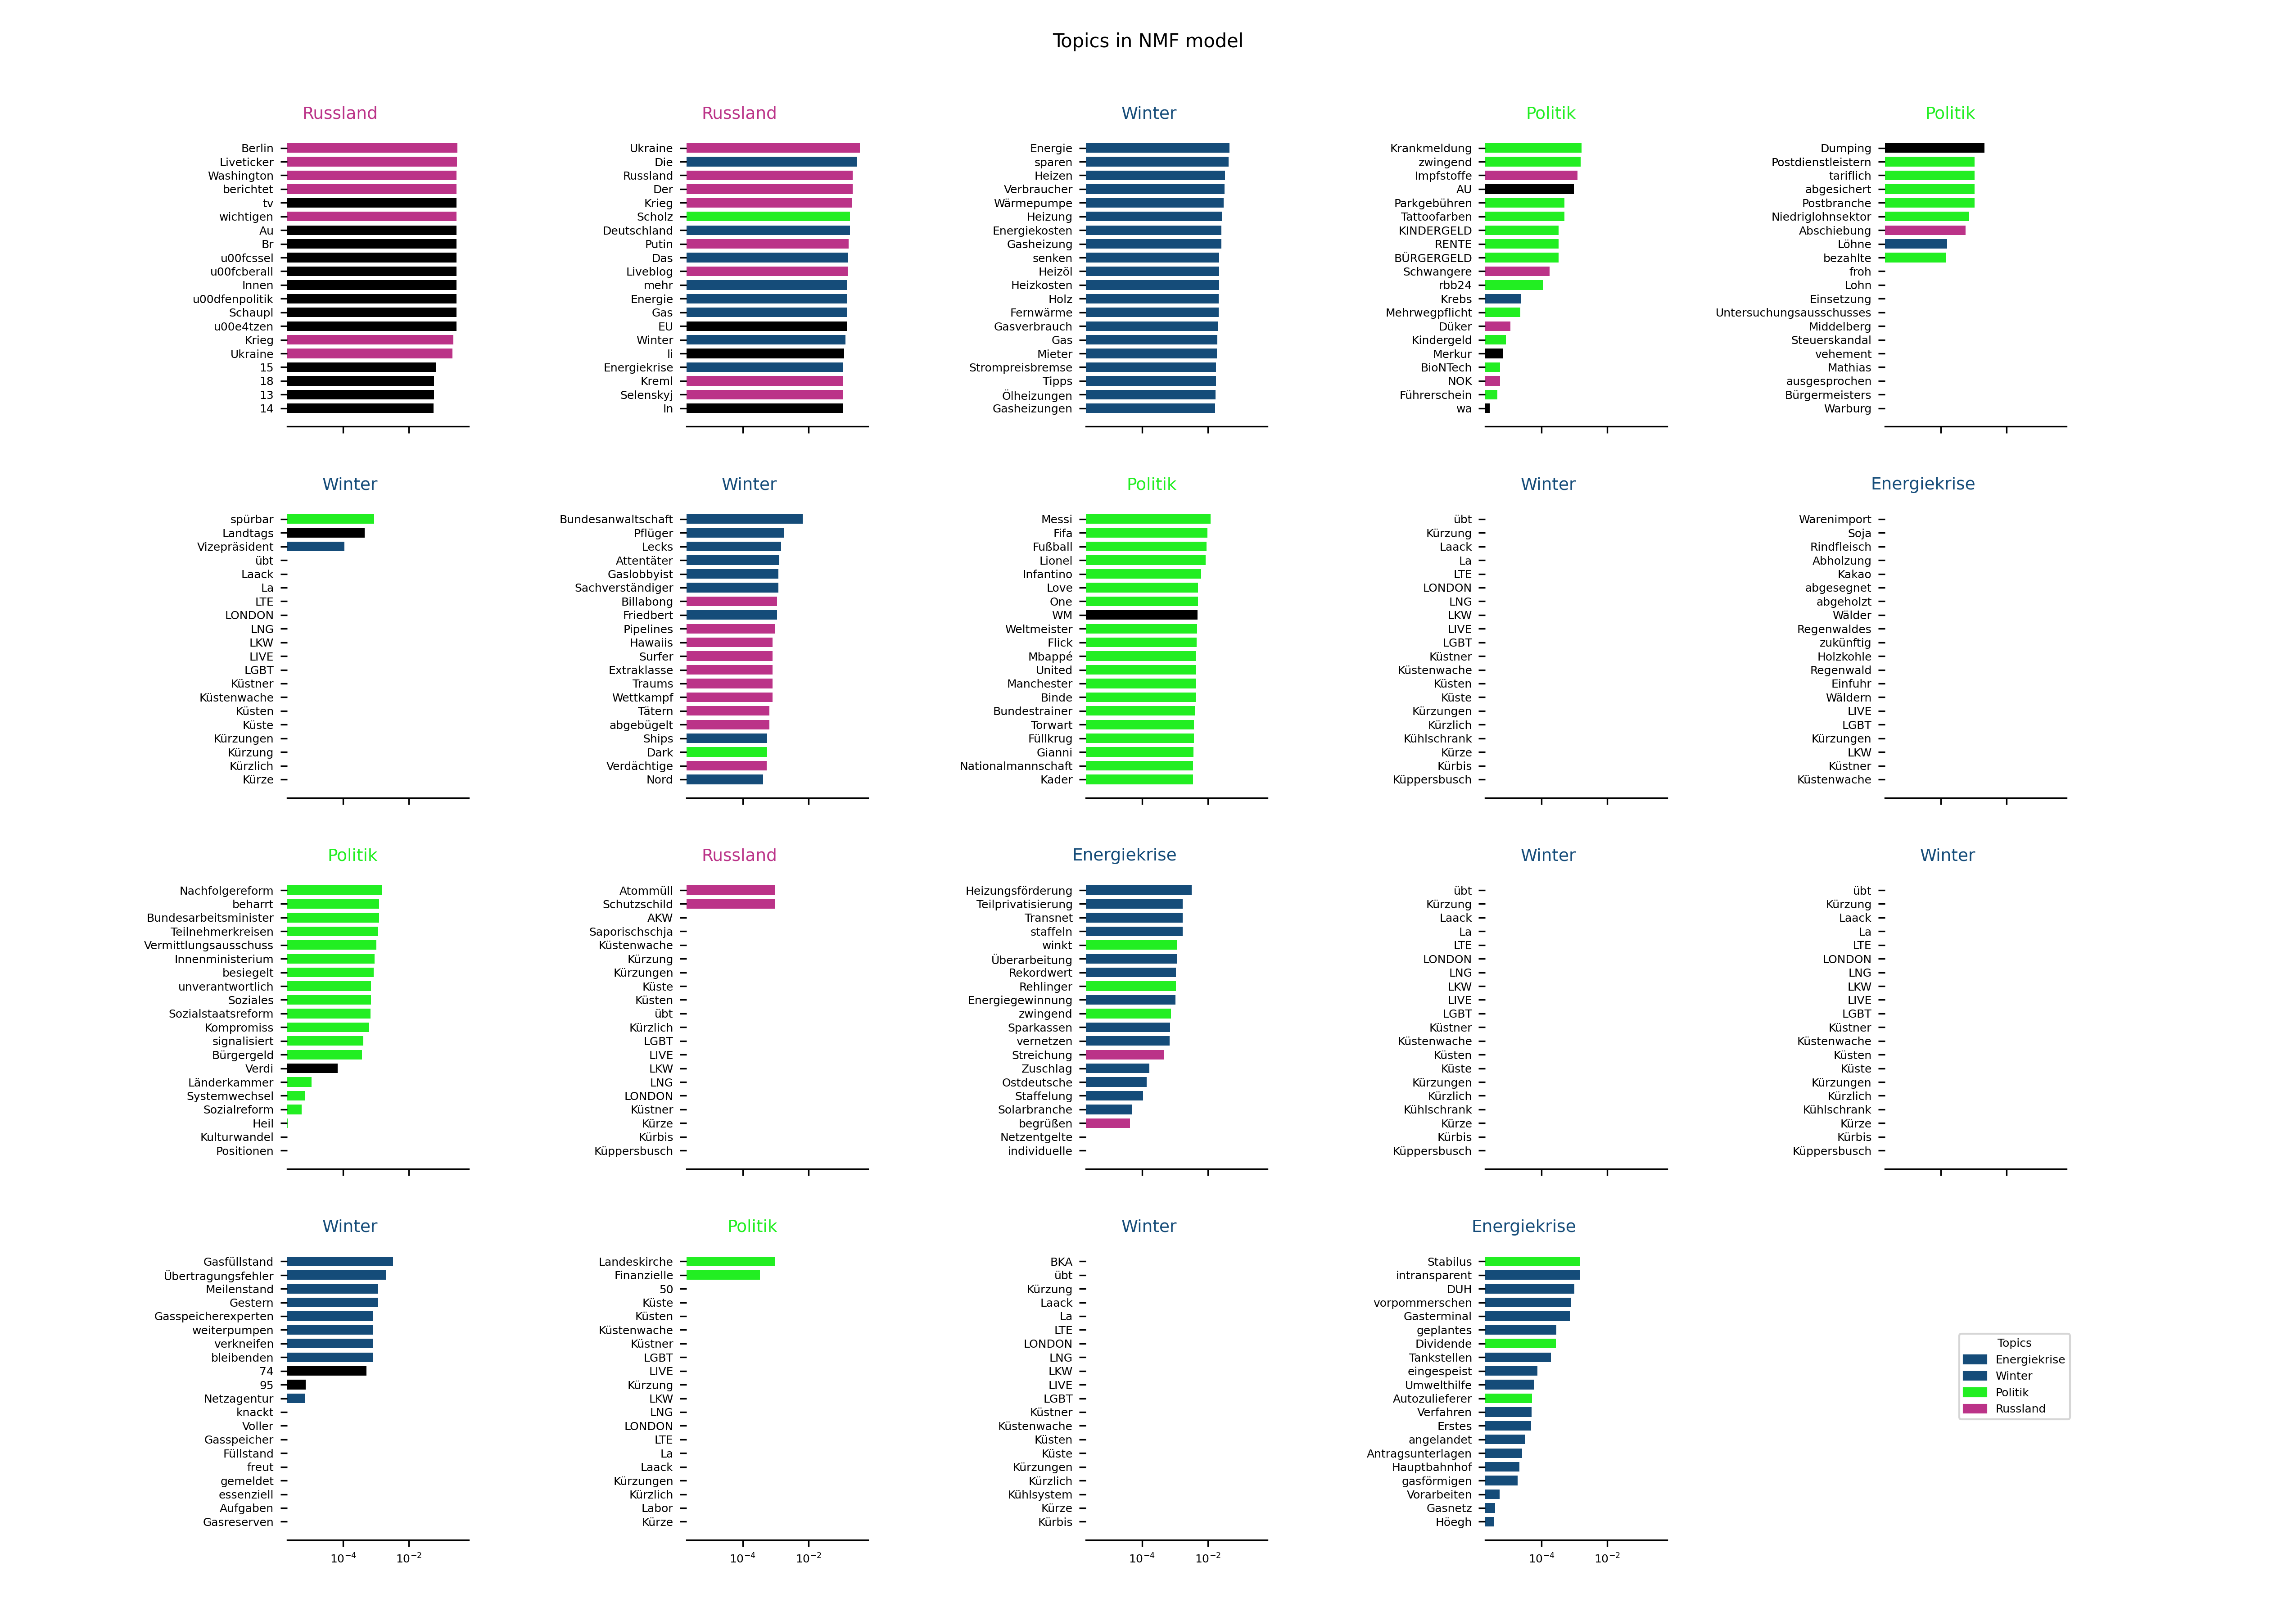 Topics in NMF model
Russland
Berlin
Liveticker
Washington
berichtet
tv
wichtigen
Au
Br
u00fcssel
u00fcberall
Innen
u00dfenpolitik
Schaupl
u00e4tzen
Krieg
Ukraine
15
18
13
14
Russland
Ukraine
Die
Russland
Der
Krieg
Scholz
Deutschland
Putin
Das
Liveblog
mehr
Energie
Gas
EU
Winter
li
Energiekrise
Kreml
Selenskyj
In
Winter
Energie
sparen
Heizen
Verbraucher
Wärmepumpe
Heizung
Energiekosten
Gasheizung
senken
Heizöl
Heizkosten
Holz
Fernwärme
Gasverbrauch
Gas
Mieter
Strompreisbremse
Tipps
Ölheizungen
Gasheizungen
Politik
Krankmeldung
zwingend
Impfstoffe
AU
Parkgebühren
Tattoofarben
KINDERGELD
RENTE
BÜRGERGELD
Schwangere
rbb24
Krebs
Mehrwegpflicht
Düker
Kindergeld
Merkur
BioNTech
NOK
Führerschein
wa
Politik
Dumping
Postdienstleistern
tariflich
abgesichert
Postbranche
Niedriglohnsektor
Abschiebung
Löhne
bezahlte
froh
Lohn
Einsetzung
Untersuchungsausschusses
Middelberg
Steuerskandal
vehement
Mathias
ausgesprochen
Bürgermeisters
Warburg
Winter
spürbar
Landtags
Vizepräsident
übt
Laack
La
LTE
LONDON
LNG
LKW
LIVE
LGBT
Küstner
Küstenwache
Küsten
Küste
Kürzungen
Kürzung
Kürzlich
Kürze
Winter
Bundesanwaltschaft
Pflüger
Lecks
Attentäter
Gaslobbyist
Sachverständiger
Billabong
Friedbert
Pipelines
Hawaiis
Surfer
Extraklasse
Traums
Wettkampf
Tätern
abgebügelt
Ships
Dark
Verdächtige
Nord
Politik
Messi
Fifa
Fußball
Lionel
Infantino
Love
One
WM
Weltmeister
Flick
Mbappé
United
Manchester
Binde
Bundestrainer
Torwart
Füllkrug
Gianni
Nationalmannschaft
Kader
Winter
übt
Kürzung
Laack
La
LTE
LONDON
LNG
LKW
LIVE
LGBT
Küstner
Küstenwache
Küsten
Küste
Kürzungen
Kürzlich
Kühlschrank
Kürze
Kürbis
Küppersbusch
Energiekrise
Warenimport
Soja
Rindfleisch
Abholzung
Kakao
abgesegnet
abgeholzt
Wälder
Regenwaldes
zukünftig
Holzkohle
Regenwald
Einfuhr
Wäldern
LIVE
LGBT
Kürzungen
LKW
Küstner
Küstenwache
Politik
Nachfolgereform
beharrt
Bundesarbeitsminister
Teilnehmerkreisen
Vermittlungsausschuss
Innenministerium
besiegelt
unverantwortlich
Soziales
Sozialstaatsreform
Kompromiss
signalisiert
Bürgergeld
Verdi
Länderkammer
Systemwechsel
Sozialreform
Heil
Kulturwandel
Positionen
Russland
Atommüll
Schutzschild
AKW
Saporischschja
Küstenwache
Kürzung
Kürzungen
Küste
Küsten
übt
Kürzlich
LGBT
LIVE
LKW
LNG
LONDON
Küstner
Kürze
Kürbis
Küppersbusch
Energiekrise
Heizungsförderung
Teilprivatisierung
Transnet
staffeln
winkt
Überarbeitung
Rekordwert
Rehlinger
Energiegewinnung
zwingend
Sparkassen
vernetzen
Streichung
Zuschlag
Ostdeutsche
Staffelung
Solarbranche
begrüßen
Netzentgelte
individuelle
Winter
übt
Kürzung
Laack
La
LTE
LONDON
LNG
LKW
LIVE
LGBT
Küstner
Küstenwache
Küsten
Küste
Kürzungen
Kürzlich
Kühlschrank
Kürze
Kürbis
Küppersbusch
Winter
übt
Kürzung
Laack
La
LTE
LONDON
LNG
LKW
LIVE
LGBT
Küstner
Küstenwache
Küsten
Küste
Kürzungen
Kürzlich
Kühlschrank
Kürze
Kürbis
Küppersbusch
Winter
Gasfüllstand
Übertragungsfehler
Meilenstand
Gestern
Gasspeicherexperten
weiterpumpen
verkneifen
bleibenden
74
95
Netzagentur
knackt
Voller
Gasspeicher
Füllstand
freut
gemeldet
essenziell
Aufgaben
Gasreserven
10⁻⁴ 10⁻²
Politik
Landeskirche
Finanzielle
50
Küste
Küsten
Küstenwache
Küstner
LGBT
LIVE
Kürzung
LKW
LNG
LONDON
LTE
La
Laack
Kürzungen
Kürzlich
Labor
Kürze
10⁻⁴ 10⁻²
Winter
BKA
übt
Kürzung
Laack
La
LTE
LONDON
LNG
LKW
LIVE
LGBT
Küstner
Küstenwache
Küsten
Küste
Kürzungen
Kürzlich
Kühlsystem
Kürze
Kürbis
10⁻⁴ 10⁻²
Energiekrise
Stabilus
intransparent
DUH
vorpommerschen
Gasterminal
geplantes
Dividende
Tankstellen
eingespeist
Umwelthilfe
Autozulieferer
Verfahren
Erstes
angelandet
Antragsunterlagen
Hauptbahnhof
gasförmigen
Vorarbeiten
Gasnetz
Höegh
10⁻⁴ 10⁻²
Topics
Energiekrise
Winter
Politik
Russland